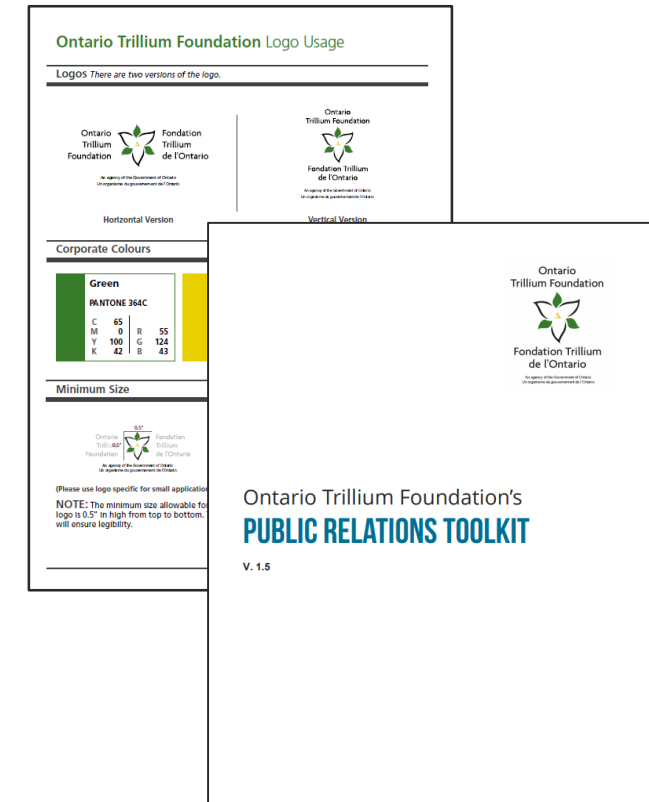 Ontario Trillium Foundation Logo Usage
Logos There are two versions of the logo.
Ontario
Trillium
Foundation
Fondation
Trillium
de l'Ontario
An agency of the Government of Ontario
Un organisme du gouvernement de l'Ontario
Horizontal Version
Ontario
Trillium Foundation
Fondation Trillium
de l'Ontario
An agency of the Government of Ontario
Un organisme du gouvernement de l'Ontario
Vertical Version
Corporate Colours
Green
PANTONE 364C
C 65
M 0 R 55
Y 100 G 124
K 42 B 43
Minimum Size
0.5"
Ontario
Trillium
Foundation
0.5"
Fondation
Trillium
de l'Ontario
An agency of the Government of Ontario
Un organisme du gouvernement de l'Ontario
(Please use logo specific for small application
NOTE: The minimum size allowable fo
logo is 0.5" in high from top to bottom.
will ensure legibility.
Ontario
Trillium Foundation
Fondation Trillium
de l'Ontario
An agency of the Government of Ontario
Un organisme du gouvernement de l'Ontario
Ontario Trillium Foundation's
PUBLIC RELATIONS TOOLKIT
V. 1.5